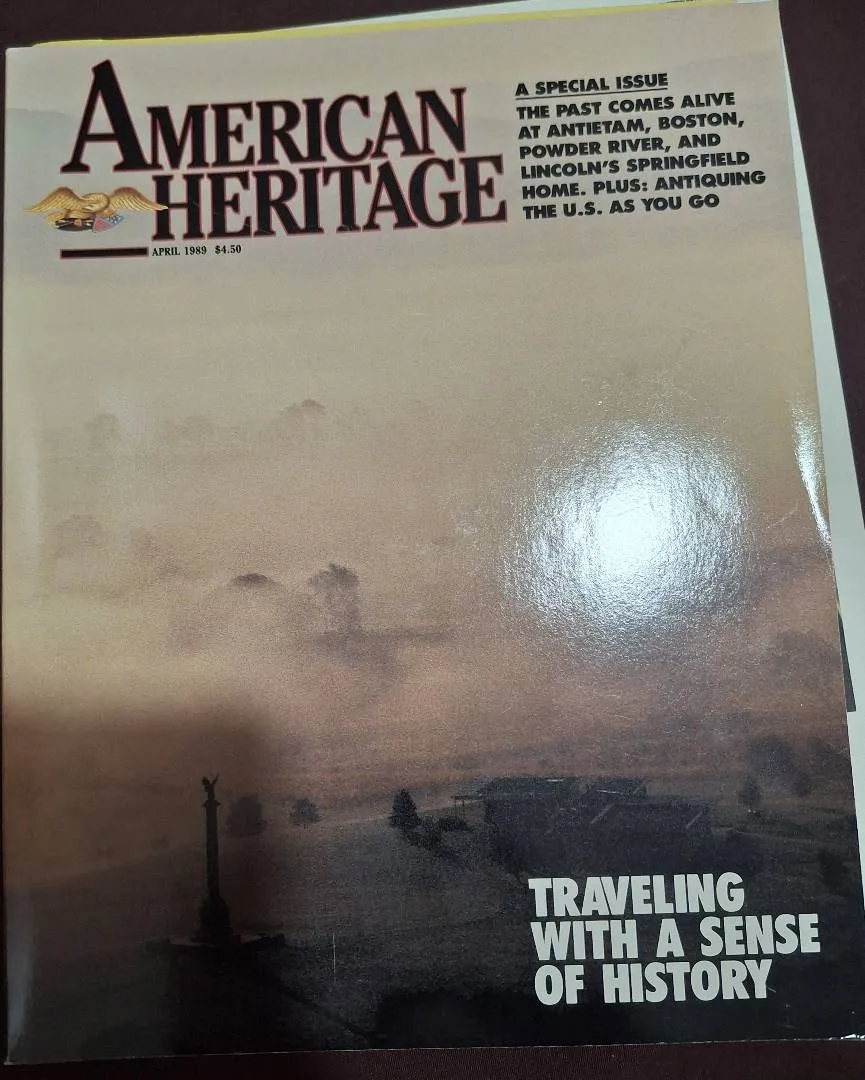 AMERICAN
HERITAGE
APRIL 1989 $4.50
A SPECIAL ISSUE
THE PAST COMES ALIVE
AT ANTIETAM, BOSTON,
POWDER RIVER, AND
LINCOLN'S SPRINGFIELD
HOME. PLUS: ANTIQUING
THE U.S. AS YOU GO
TRAVELING
WITH A SENSE
OF HISTORY